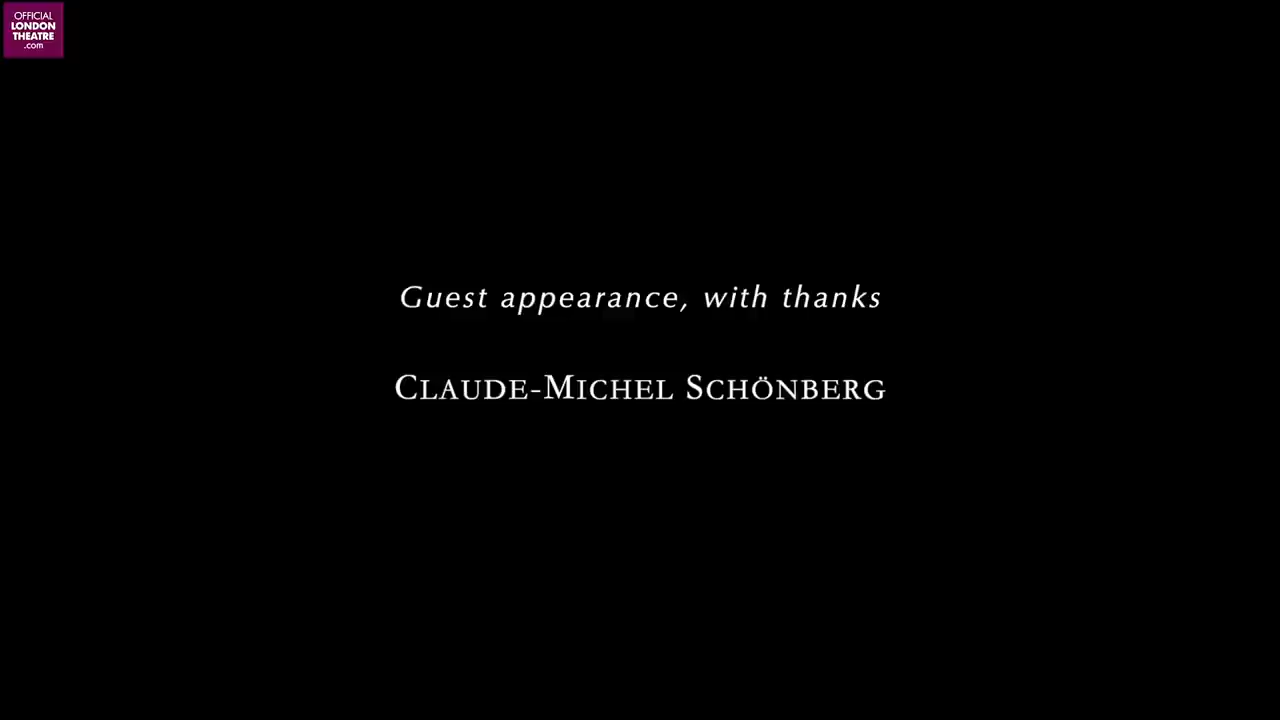 OFFICIAL
LONDON
THEATRE
.com
Guest appearance, with thanks
CLAUDE-MICHEL SCHÖNBERG